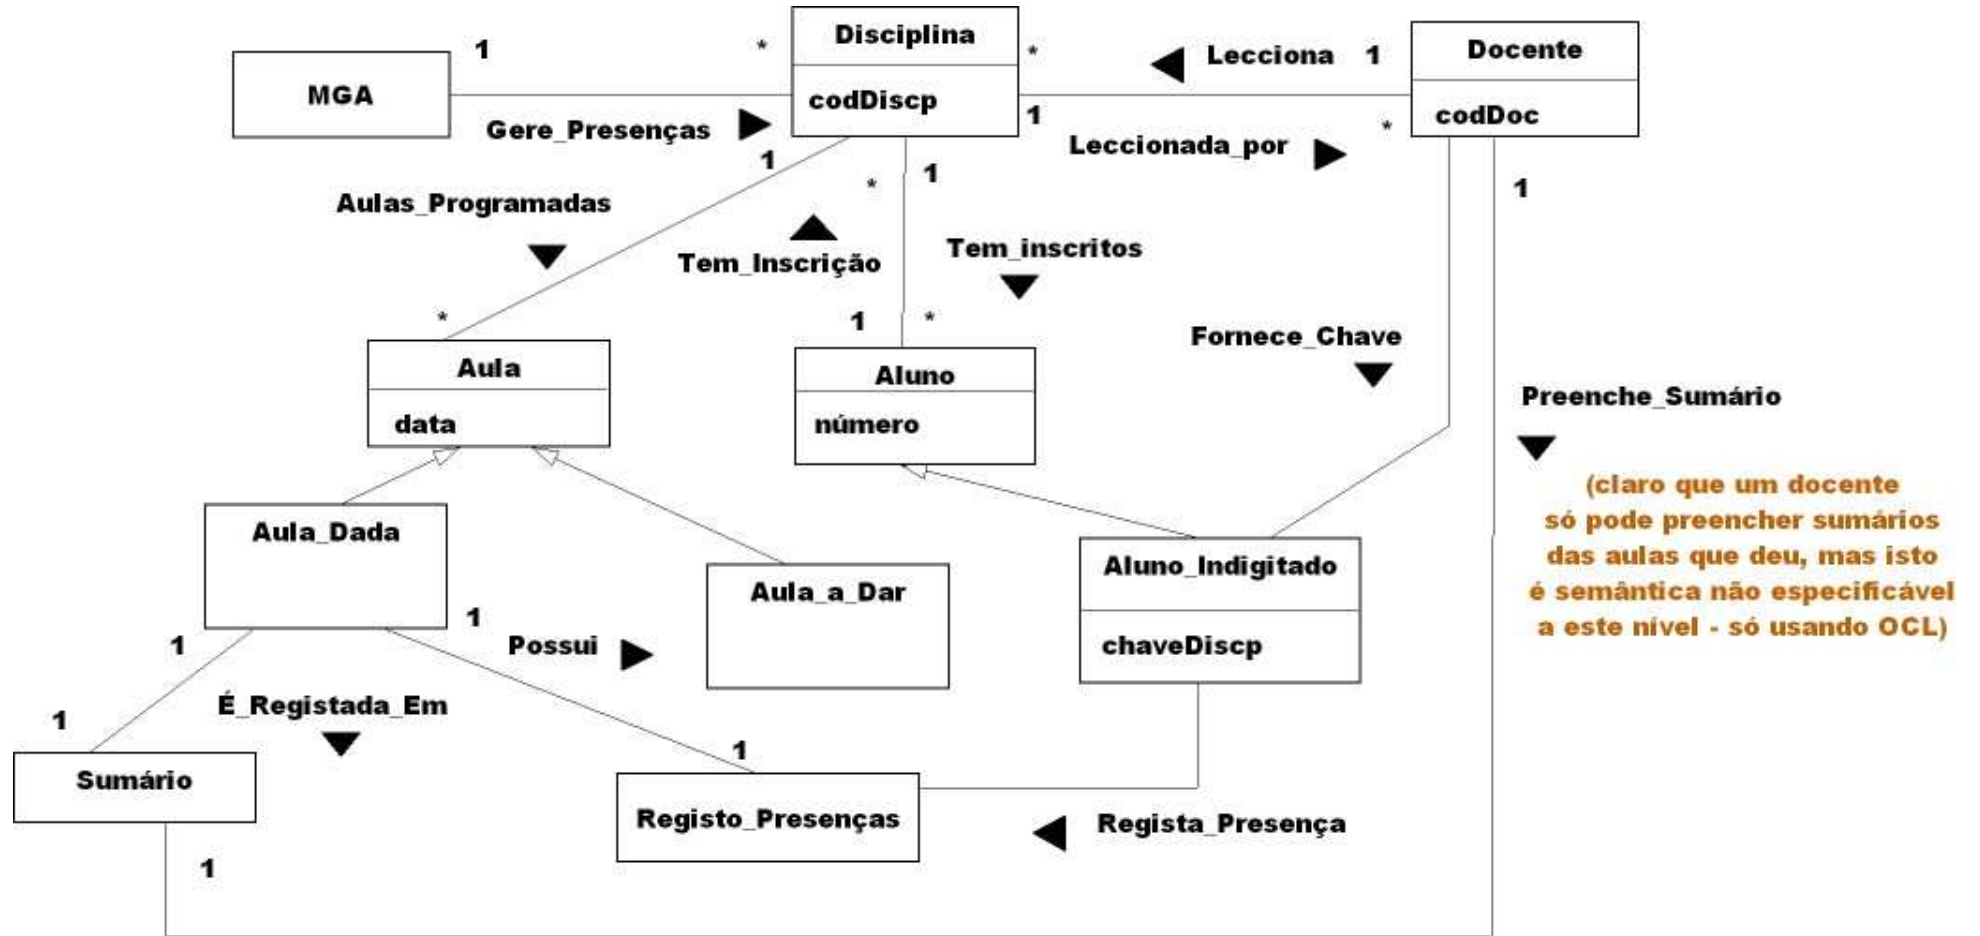 Disciplina
1
*
*
Lecciona
1
Docente
MGA
codDiscp
1
codDoc
Gere_Presenças
Leccionada_por
*
1
*
1
1
Aulas_Programadas
Tem_Inscrição
Tem_inscritos
*
1
*
Fornece_Chave
Aula
Aluno
Preenche_Sumário
data
número
(claro que um docente
só pode preencher sumários
das aulas que deu, mas isto
é semântica não especificável
a este nível - só usando OCL)
Aula_Dada
Aula_a_Dar
Aluno_Indigitado
1
1
Possui
chaveDiscp
É_Registada_Em
1
1
Sumário
Registo_Presenças
Regista_Presença
1